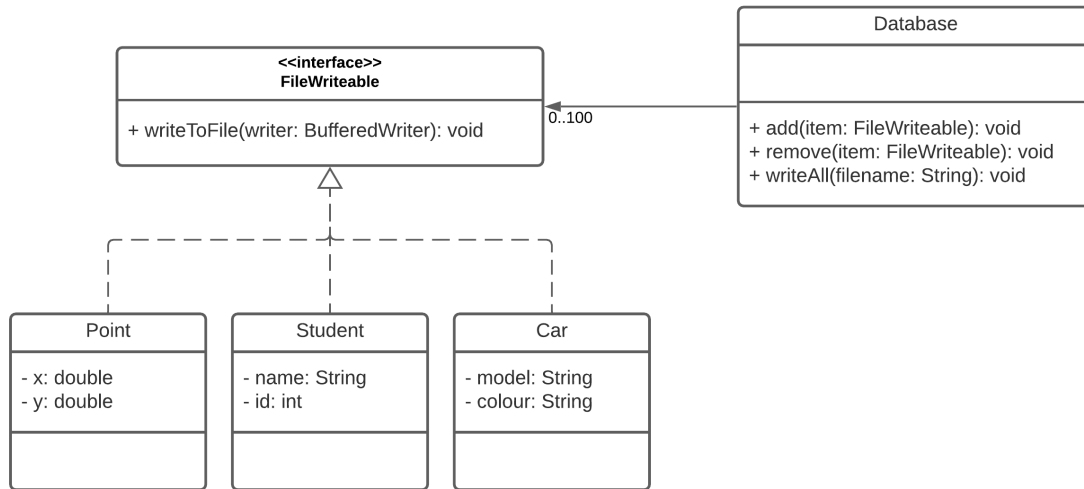 <<interface>>
FileWriteable
+ writeToFile(writer: BufferedWriter): void
0..100
Database
+ add(item: FileWriteable): void
+ remove(item: FileWriteable): void
+ writeAll(filename: String): void
Point
- x: double
- y: double
Student
- name: String
- id: int
Car
- model: String
- colour: String